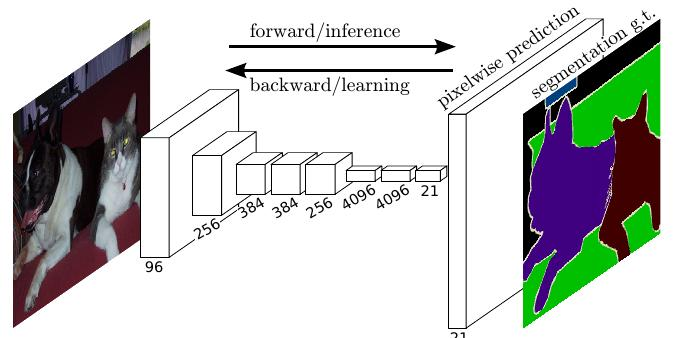 forward/inference
backward/learning
pixelwise prediction
segmentation g.t.
96
256
384
384
256
4096
4096
21
21